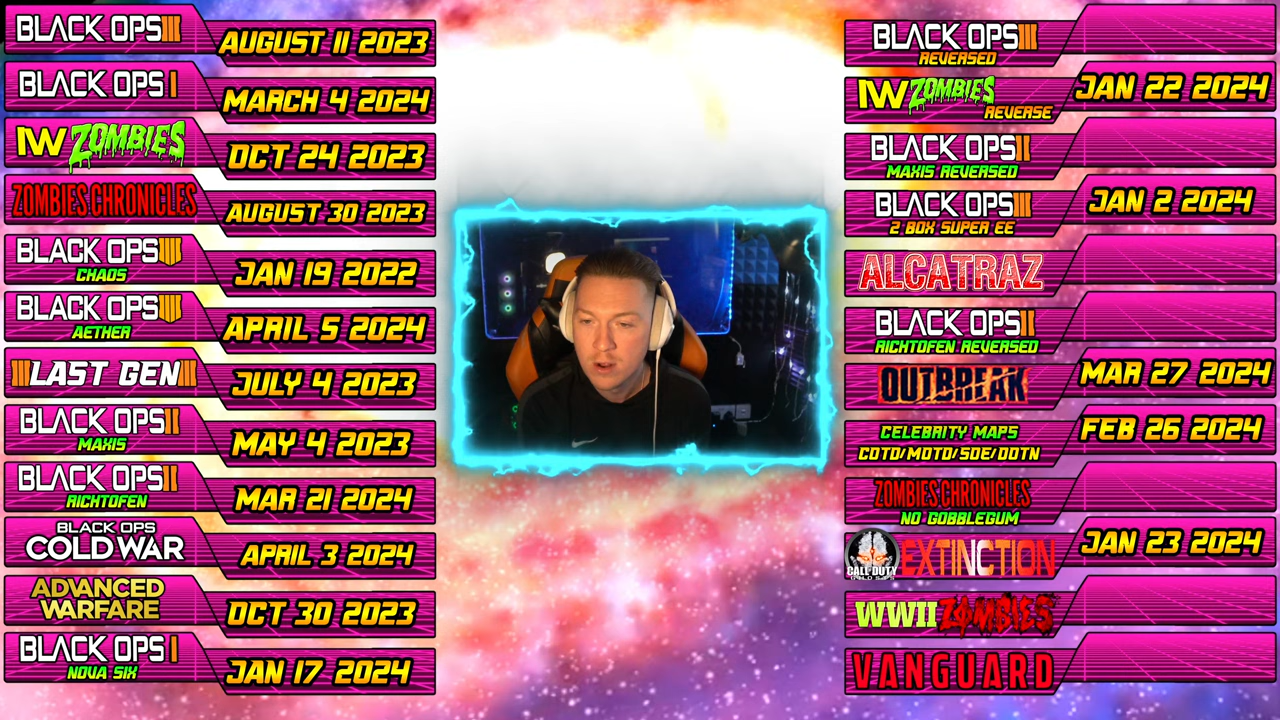 BLACK OPS III
AUGUST 11 2023
BLACK OPS I
MARCH 4 2024
IW ZOMBIES
OCT 24 2023
ZOMBIES CHRONICLES
AUGUST 30 2023
BLACK OPS IIII
CHAOS
JAN 19 2022
BLACK OPS IIII
AETHER
APRIL 5 2024
III LAST GEN III
JULY 4 2023
BLACK OPS II
MAXIS
MAY 4 2023
BLACK OPS II
RICHTOFEN
MAR 21 2024
BLACK OPS
COLD WAR
APRIL 3 2024
ADVANCED
WARFARE
OCT 30 2023
BLACK OPS I
NOVA SIX
JAN 17 2024
BLACK OPS III
REVERSED
IW ZOMBIES
REVERSE
JAN 22 2024
BLACK OPS II
MAXIS REVERSED
BLACK OPS III
2 BOX SUPER EE
JAN 2 2024
ALCATRAZ
BLACK OPS II
RICHTOFEN REVERSED
OUTBREAK
MAR 27 2024
CELEBRITY MAPS
COTD/MOTD/SOE/DOTN
FEB 26 2024
ZOMBIES CHRONICLES
NO GOBBLEGUM
CALL DUTY
EXTINCTION
JAN 23 2024
WWII ZOMBIES
VANGUARD